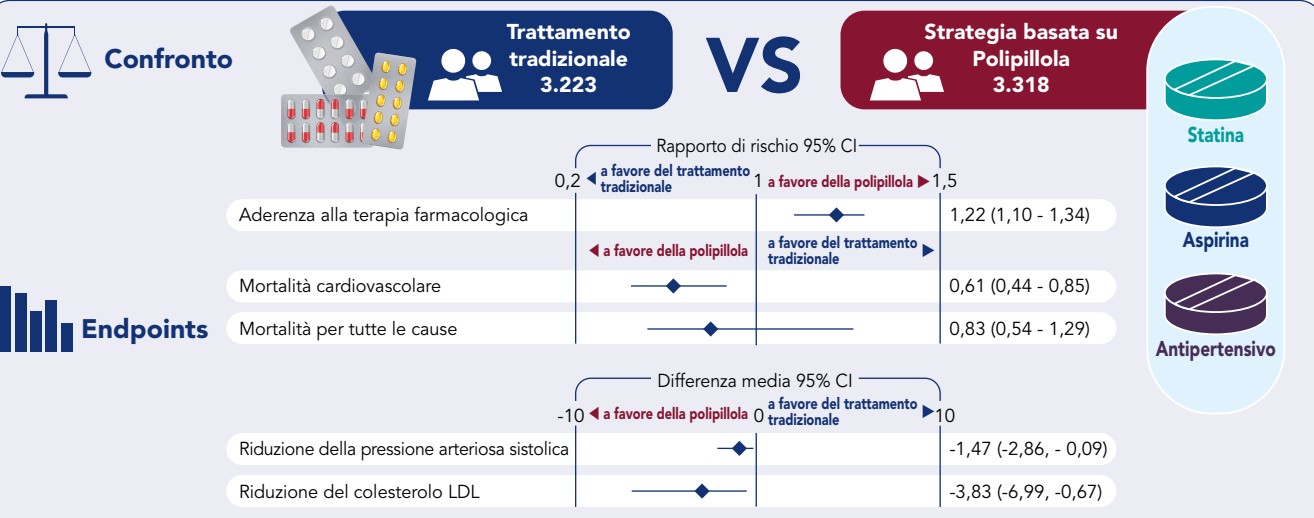 Confronto
Trattamento
tradizionale
3.223
VS
Strategia basata su
Polipillola
3.318
Statina
Aspirina
Antipertensivo
Rapporto di rischio 95% CI
0,2 a favore del trattamento
tradizionale
1 a favore della polipillola 1,5
Aderenza alla terapia farmacologica 1,22 (1,10 - 1,34)
a favore della polipillola
a favore del trattamento
tradizionale
Endpoints
Mortalità cardiovascolare 0,61 (0,44 - 0,85)
Mortalità per tutte le cause 0,83 (0,54 - 1,29)
Differenza media 95% CI
-10 a favore della polipillola 0 a favore del trattamento
tradizionale
10
Riduzione della pressione arteriosa sistolica -1,47 (-2,86, - 0,09)
Riduzione del colesterolo LDL -3,83 (-6,99, -0,67)